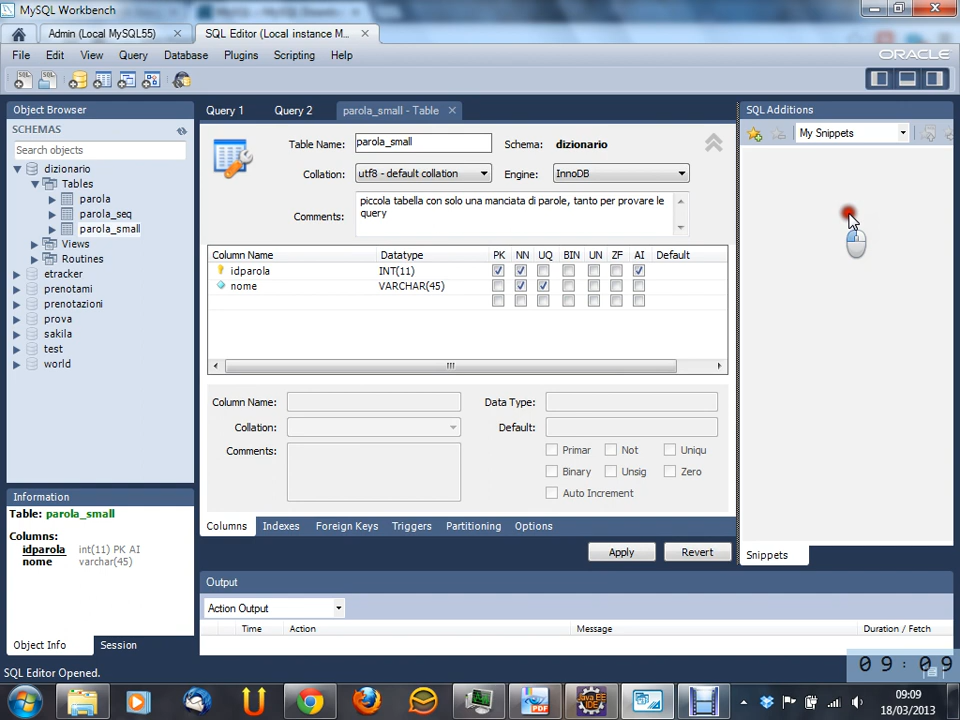 MySQL Workbench
Admin (Local MySQL55)
SQL Editor (Local instance M...
File Edit View Query Database Plugins Scripting Help
ORACLE
Object Browser
SCHEMAS
Search objects
dizionario
Tables
parola
parola_seq
parola_small
Views
Routines
etracker
prenotami
prenotazioni
prova
sakila
test
world
Information
Table: parola_small
Columns:
idparola int(11) PK AI
nome varchar(45)
Object Info Session
Query 1 Query 2 parola_small - Table
Table Name: parola_small Schema: dizionario
Collation: utf8 - default collation Engine: InnoDB
Comments: piccola tabella con solo una manciata di parole, tanto per provare le
query
Column Name Datatype PK NN UQ BIN UN ZF AI Default
idparola INT(11)
nome VARCHAR(45)
Column Name: Data Type:
Collation: Default:
Comments: Primar Not Uniqu
Binary Unsig Zero
Auto Increment
Columns Indexes Foreign Keys Triggers Partitioning Options
Apply Revert
SQL Additions
My Snippets
Snippets
Output
Action Output
Time Action Message Duration / Fetch
SQL Editor Opened.
09:09
PDF
Java EE
IDE
09:09
18/03/2013